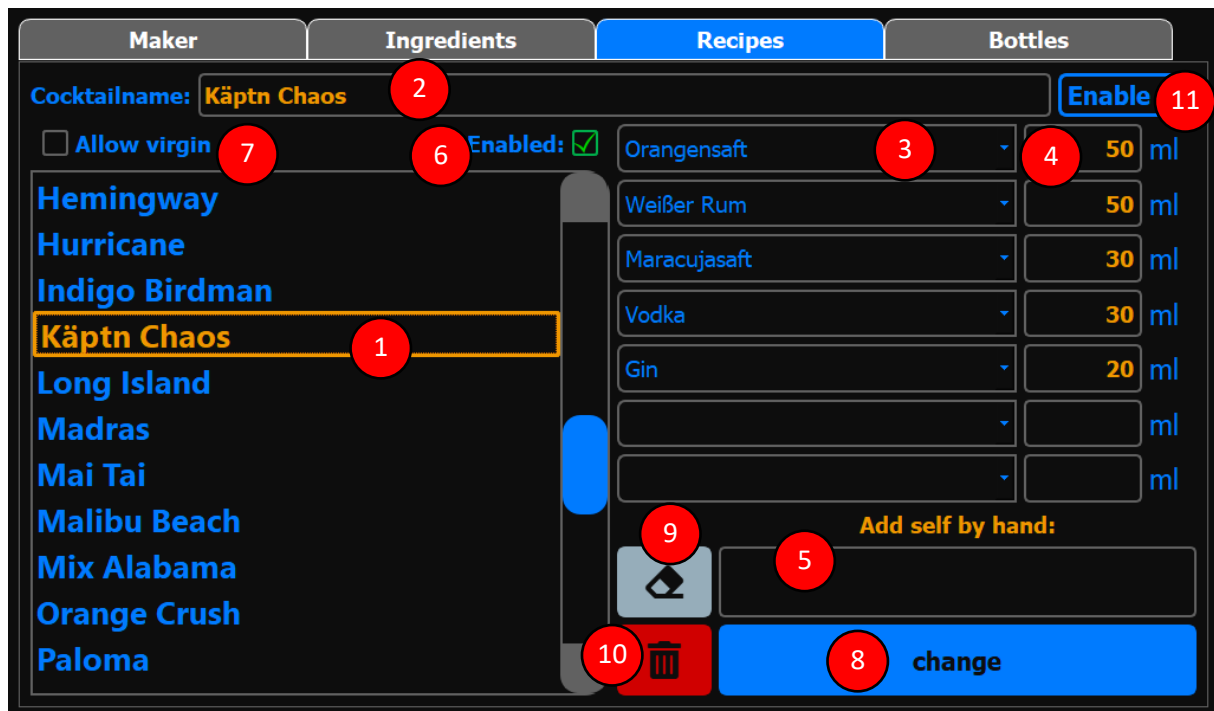 Maker Ingredients Recipes Bottles
Cocktailname: Käptn Chaos 2 Enable 11
Allow virgin 7 6 Enabled: Orangensaft 3 4 50 ml
Hemingway Weißer Rum 50 ml
Hurricane Maracujasaft 30 ml
Indigo Birdman
Käptn Chaos 1 Vodka 30 ml
Long Island Gin 20 ml
Madras ml
Mai Tai ml
Malibu Beach 9 Add self by hand:
Mix Alabama 5
Orange Crush
Paloma 10 8 change